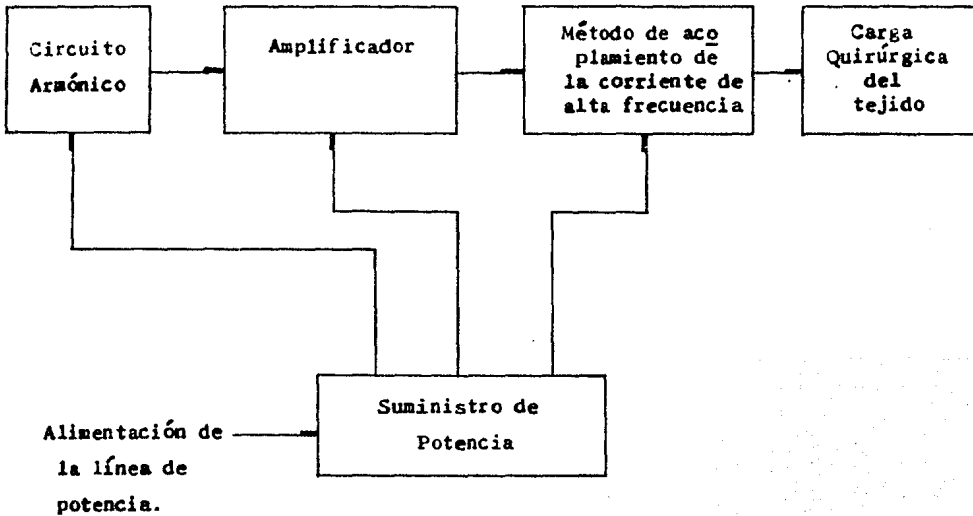 Circuito
Armónico
Amplificador
Método de aco
plamiento de
la corriente de
alta frecuencia
Carga
Quirúrgica
del
tejido
Suministro de
Potencia
Alimentación de
la línea de
potencia.